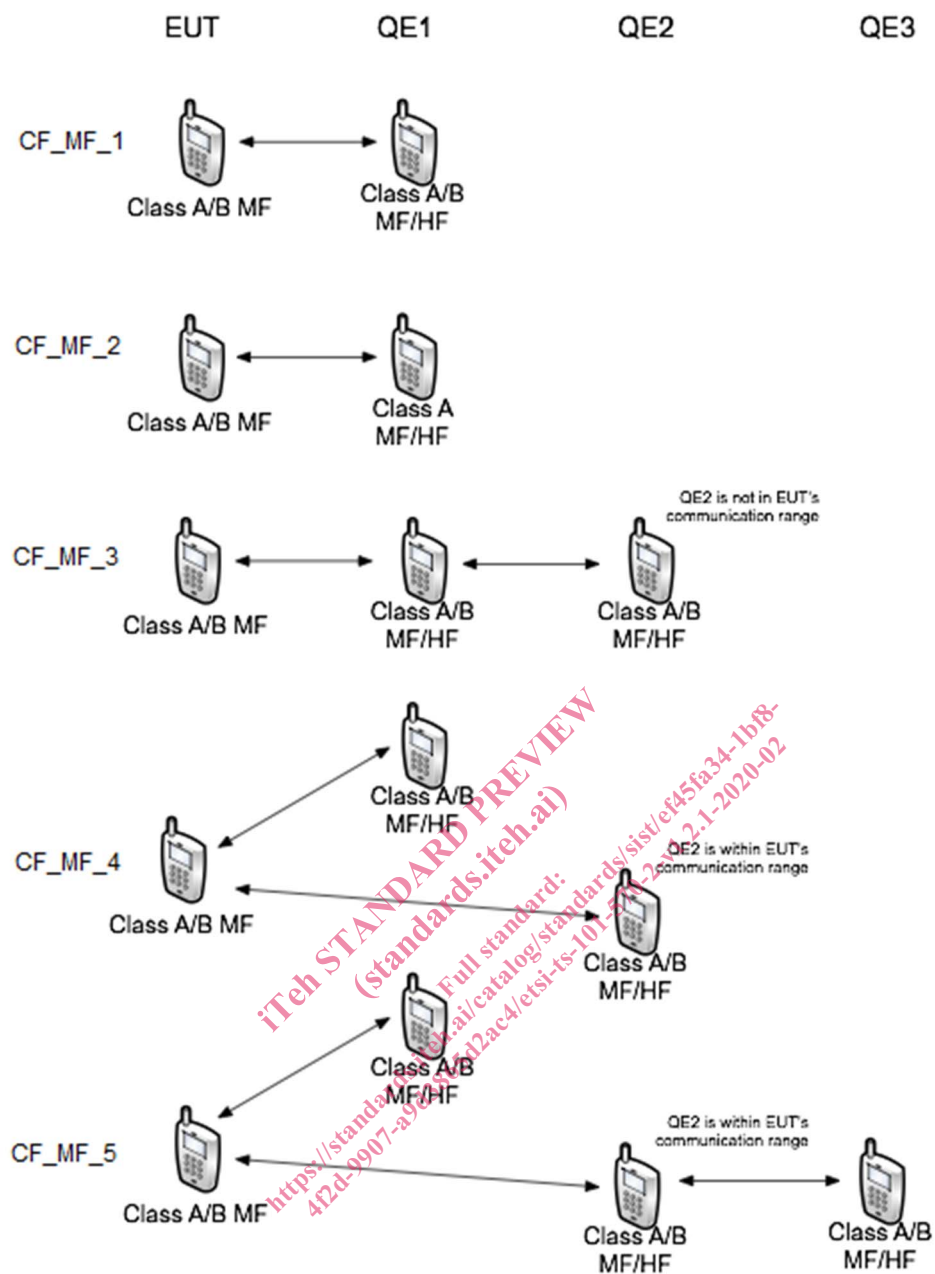 EUT QE1 QE2 QE3
CF_MF_1
Class A/B MF
Class A/B
MF/HF
CF_MF_2
Class A/B MF
Class A
MF/HF
QE2 is not in EUT's
communication range
CF_MF_3
Class A/B MF
Class A/B
MF/HF
Class A/B
MF/HF
Class A/B
MF/HF
CF_MF_4
QE2 is within EUT's
communication range
Class A/B MF
Class A/B
MF/HF
Class A/B
MF/HF
CF_MF_5
QE2 is within EUT's
communication range
Class A/B MF
Class A/B
MF/HF
Class A/B
MF/HF
iTeh STANDARD PREVIEW
(standards.iteh.ai)
Full standard: